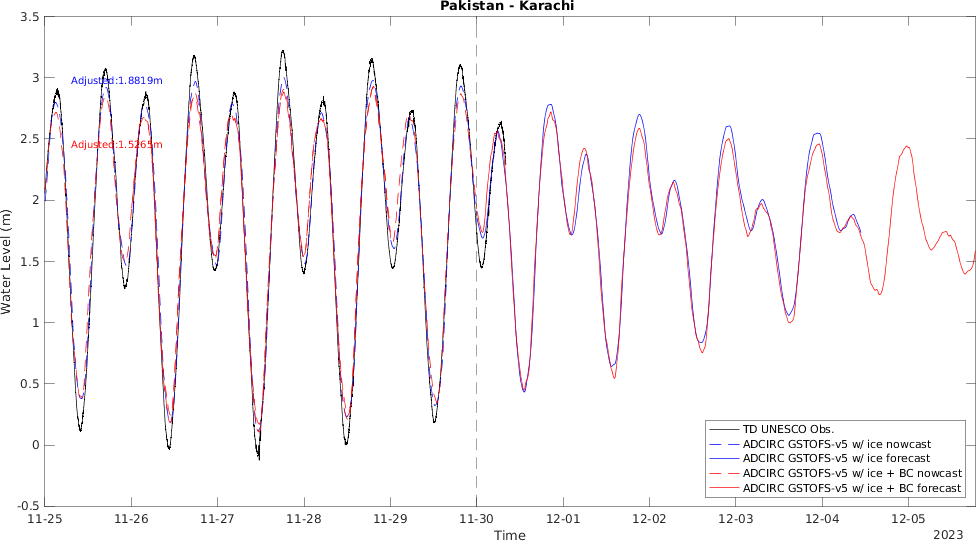 Pakistan - Karachi
3.5
3
2.5
2
1.5
1
0.5
0
-0.5
Water Level (m)
Adjusted:1.8819m
Adjusted:1.5265m
TD UNESCO Obs.
ADCIRC GSTOFS-v5 w/ ice nowcast
ADCIRC GSTOFS-v5 w/ ice forecast
ADCIRC GSTOFS-v5 w/ ice + BC nowcast
ADCIRC GSTOFS-v5 w/ ice + BC forecast
11-25 11-26 11-27 11-28 11-29 11-30 12-01 12-02 12-03 12-04 12-05
Time
2023